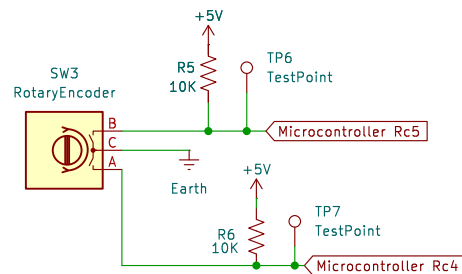 +5V
R5
10K
TP6
TestPoint
SW3
RotaryEncoder
B
C
A
Microcontroller Rc5
Earth
+5V
R6
10K
TP7
TestPoint
Microcontroller Rc4